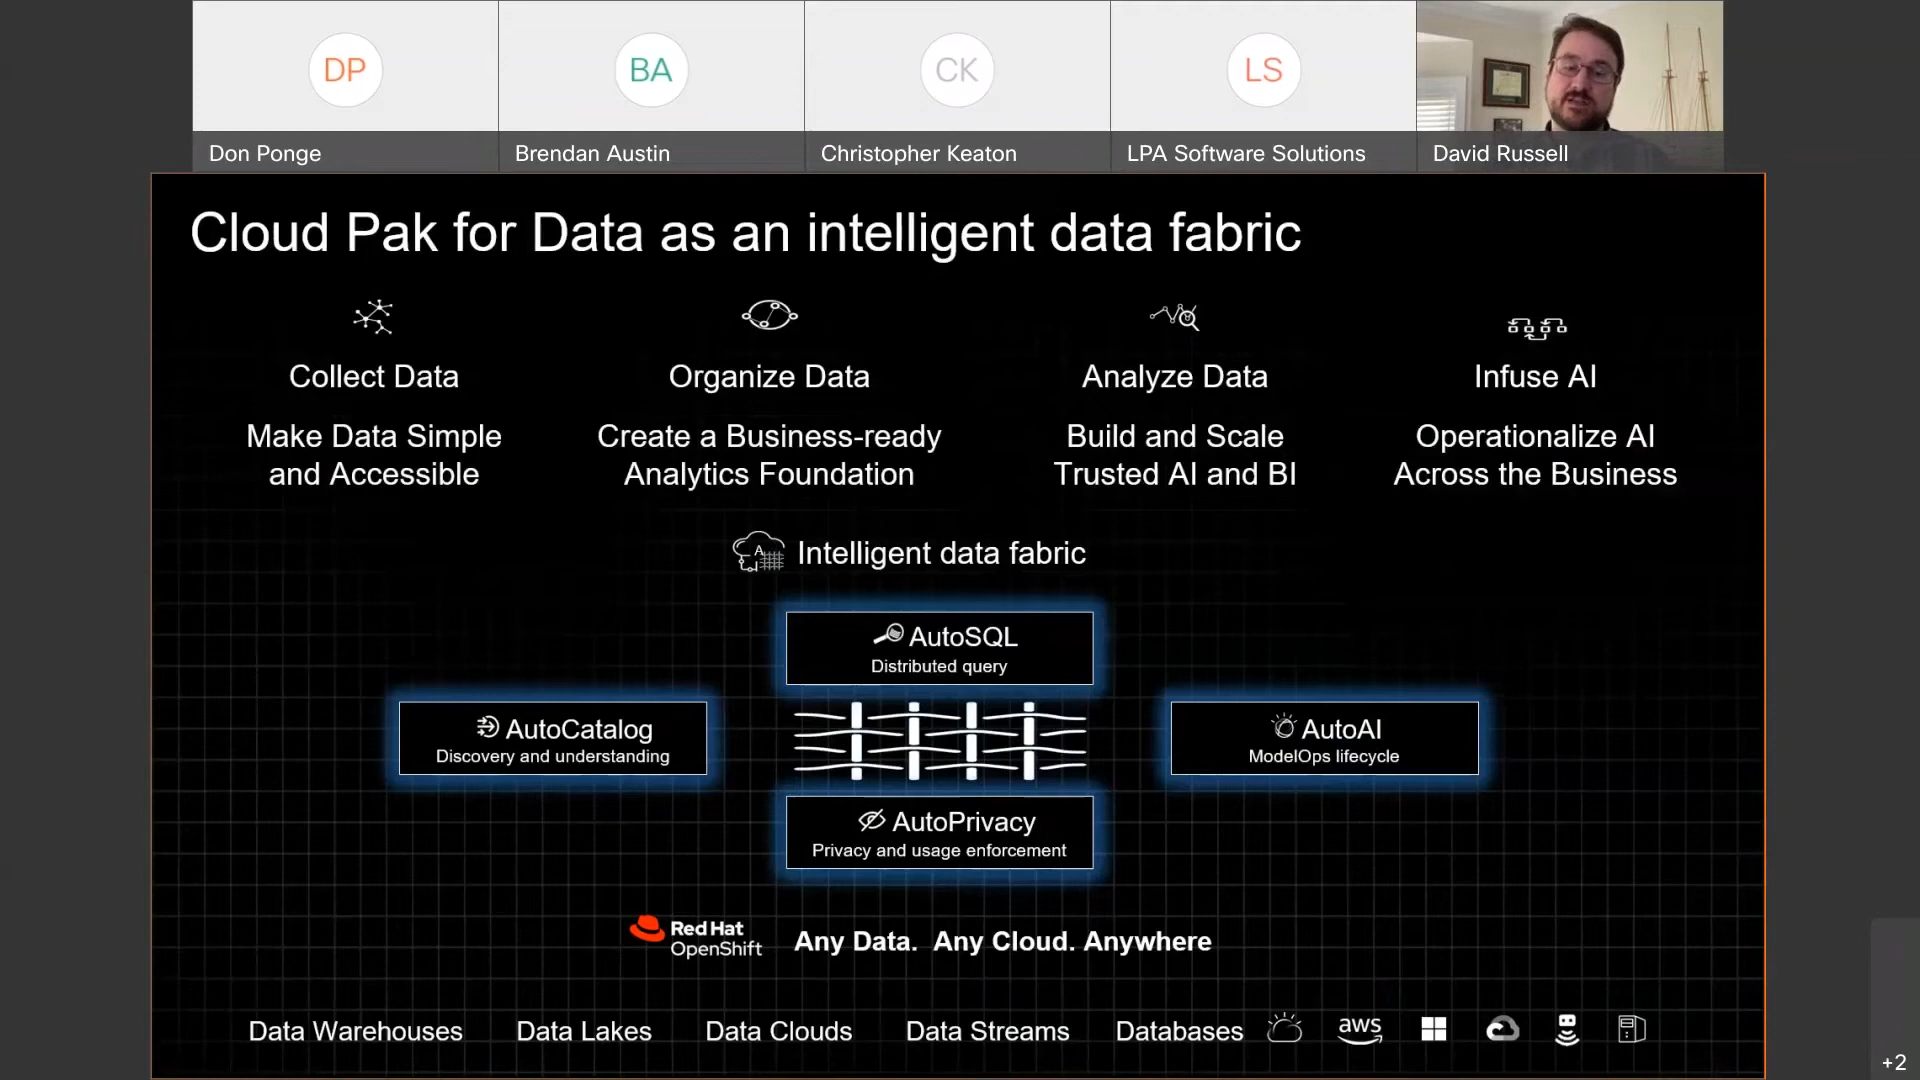 DP
BA
CK
LS
Don Ponge
Brendan Austin
Christopher Keaton
LPA Software Solutions
David Russell
Cloud Pak for Data as an intelligent data fabric
Collect Data
Make Data Simple
and Accessible
Organize Data
Create a Business-ready
Analytics Foundation
Analyze Data
Build and Scale
Trusted AI and BI
Infuse AI
Operationalize AI
Across the Business
A
Intelligent data fabric
AutoSQL
Distributed query
AutoCatalog
Discovery and understanding
AutoAI
ModelOps lifecycle
AutoPrivacy
Privacy and usage enforcement
Red Hat
OpenShift
Any Data. Any Cloud. Anywhere
Data Warehouses
Data Lakes
Data Clouds
Data Streams
Databases
aws
+2